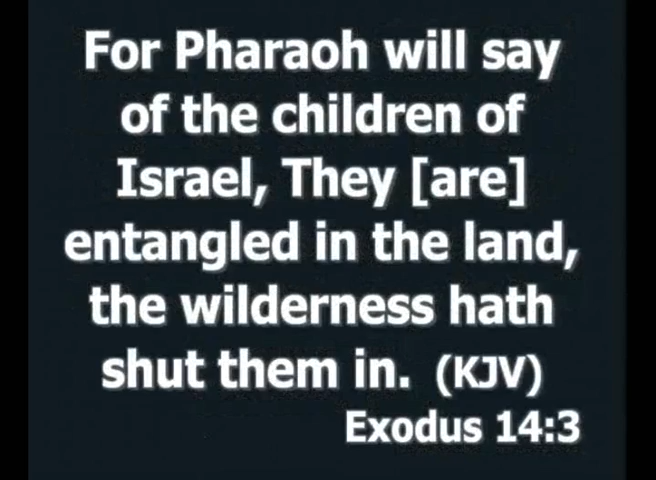 For Pharaoh will say
of the children of
Israel, They [are]
entangled in the land,
the wilderness hath
shut them in. (KJV)
Exodus 14:3